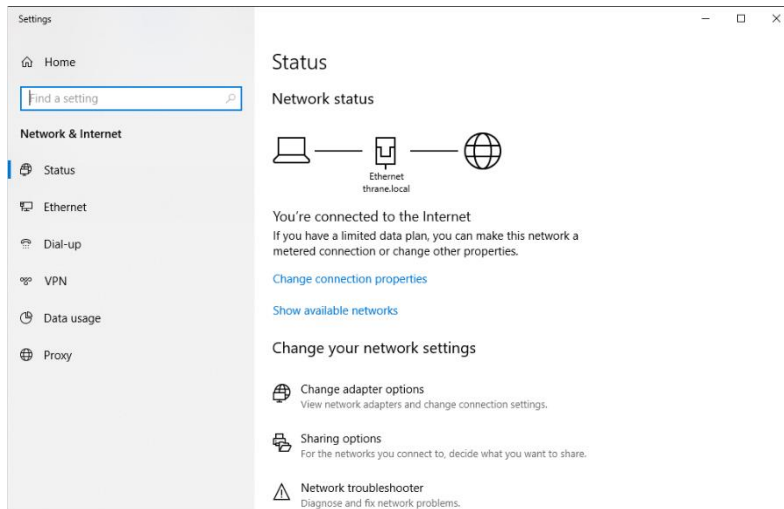 Settings
Home
Find a setting
Network & Internet
Status
Ethernet
Dial-up
VPN
Data usage
Proxy
Status
Network status
Ethernet
thrane.local
You're connected to the Internet
If you have a limited data plan, you can make this network a
metered connection or change other properties.
Change connection properties
Show available networks
Change your network settings
Change adapter options
View network adapters and change connection settings.
Sharing options
For the networks you connect to, decide what you want to share.
Network troubleshooter
Diagnose and fix network problems.